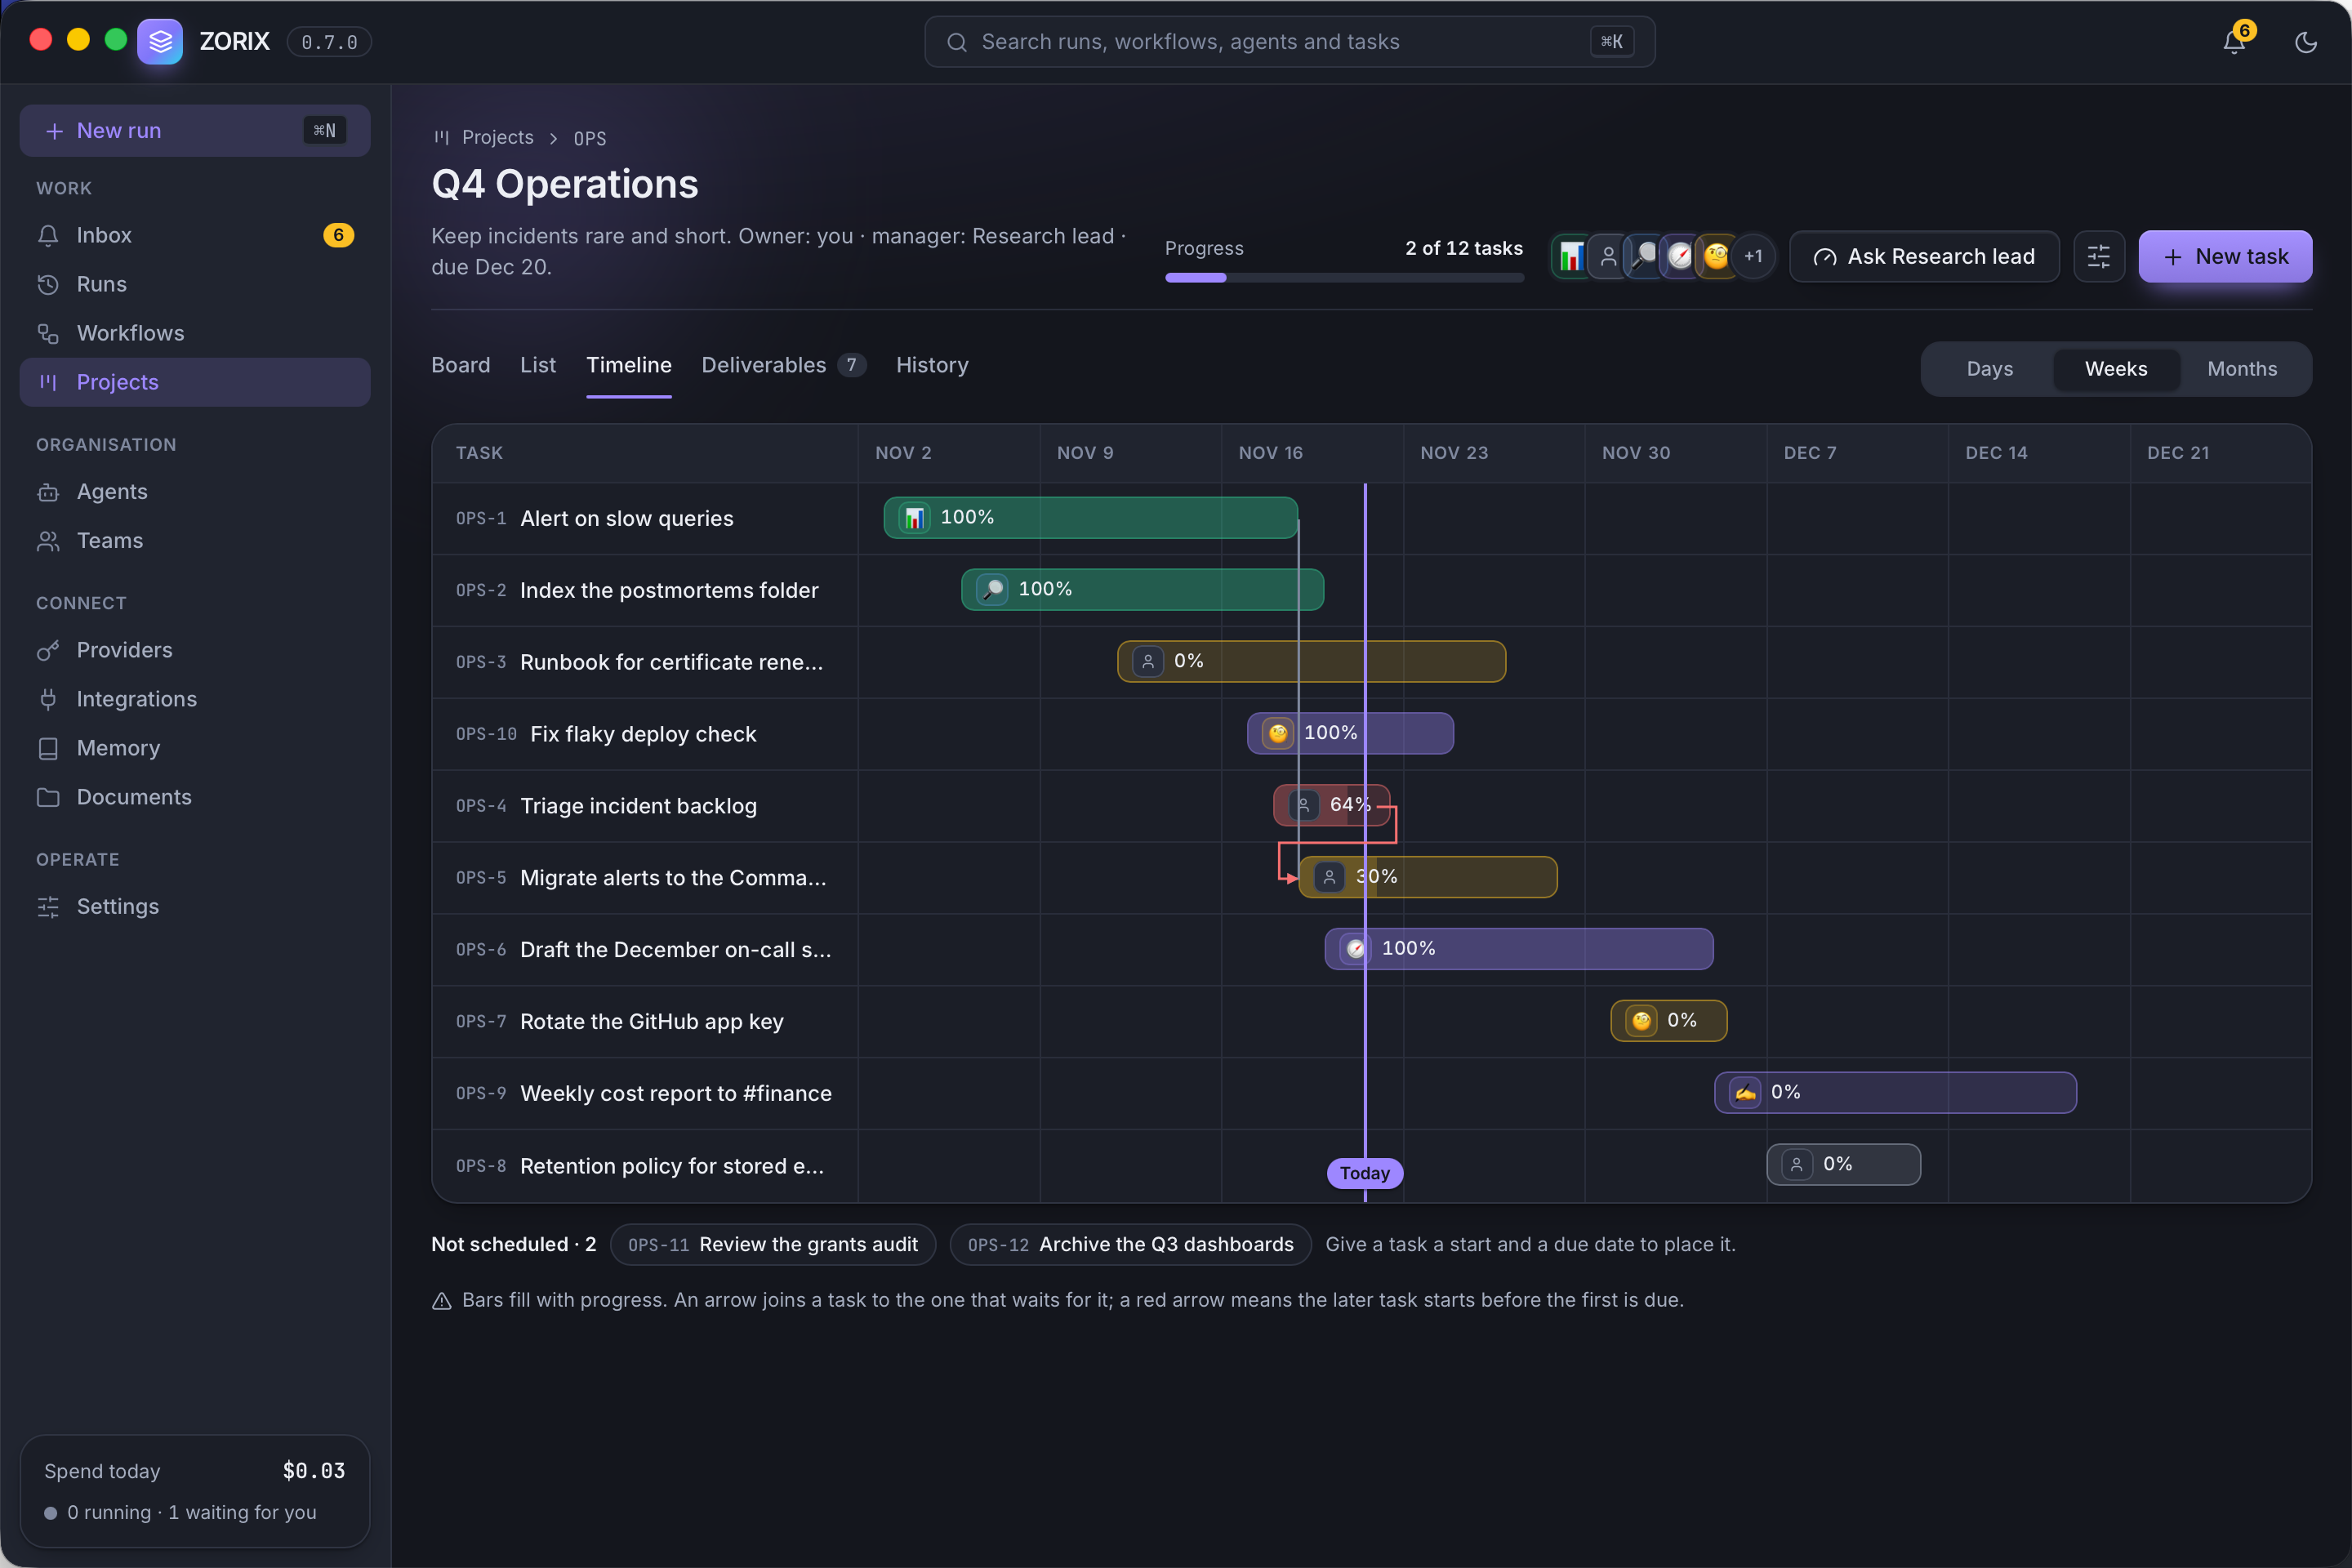 ZORIX 0.7.0
Search runs, workflows, agents and tasks ⌘K
6
New run ⌘N
WORK
Inbox 6
Runs
Workflows
Projects
ORGANISATION
Agents
Teams
CONNECT
Providers
Integrations
Memory
Documents
OPERATE
Settings
Spend today $0.03
0 running · 1 waiting for you
Projects > OPS
Q4 Operations
Keep incidents rare and short. Owner: you · manager: Research lead ·
due Dec 20.
Progress 2 of 12 tasks
+1
Ask Research lead
New task
Board List Timeline Deliverables 7 History
Days Weeks Months
TASK NOV 2 NOV 9 NOV 16 NOV 23 NOV 30 DEC 7 DEC 14 DEC 21
OPS-1 Alert on slow queries 100%
OPS-2 Index the postmortems folder 100%
OPS-3 Runbook for certificate rene... 0%
OPS-10 Fix flaky deploy check 100%
OPS-4 Triage incident backlog 64%
OPS-5 Migrate alerts to the Comma... 30%
OPS-6 Draft the December on-call s... 100%
OPS-7 Rotate the GitHub app key 0%
OPS-9 Weekly cost report to #finance 0%
OPS-8 Retention policy for stored e... 0%
Today
Not scheduled · 2 OPS-11 Review the grants audit OPS-12 Archive the Q3 dashboards Give a task a start and a due date to place it.
Bars fill with progress. An arrow joins a task to the one that waits for it; a red arrow means the later task starts before the first is due.